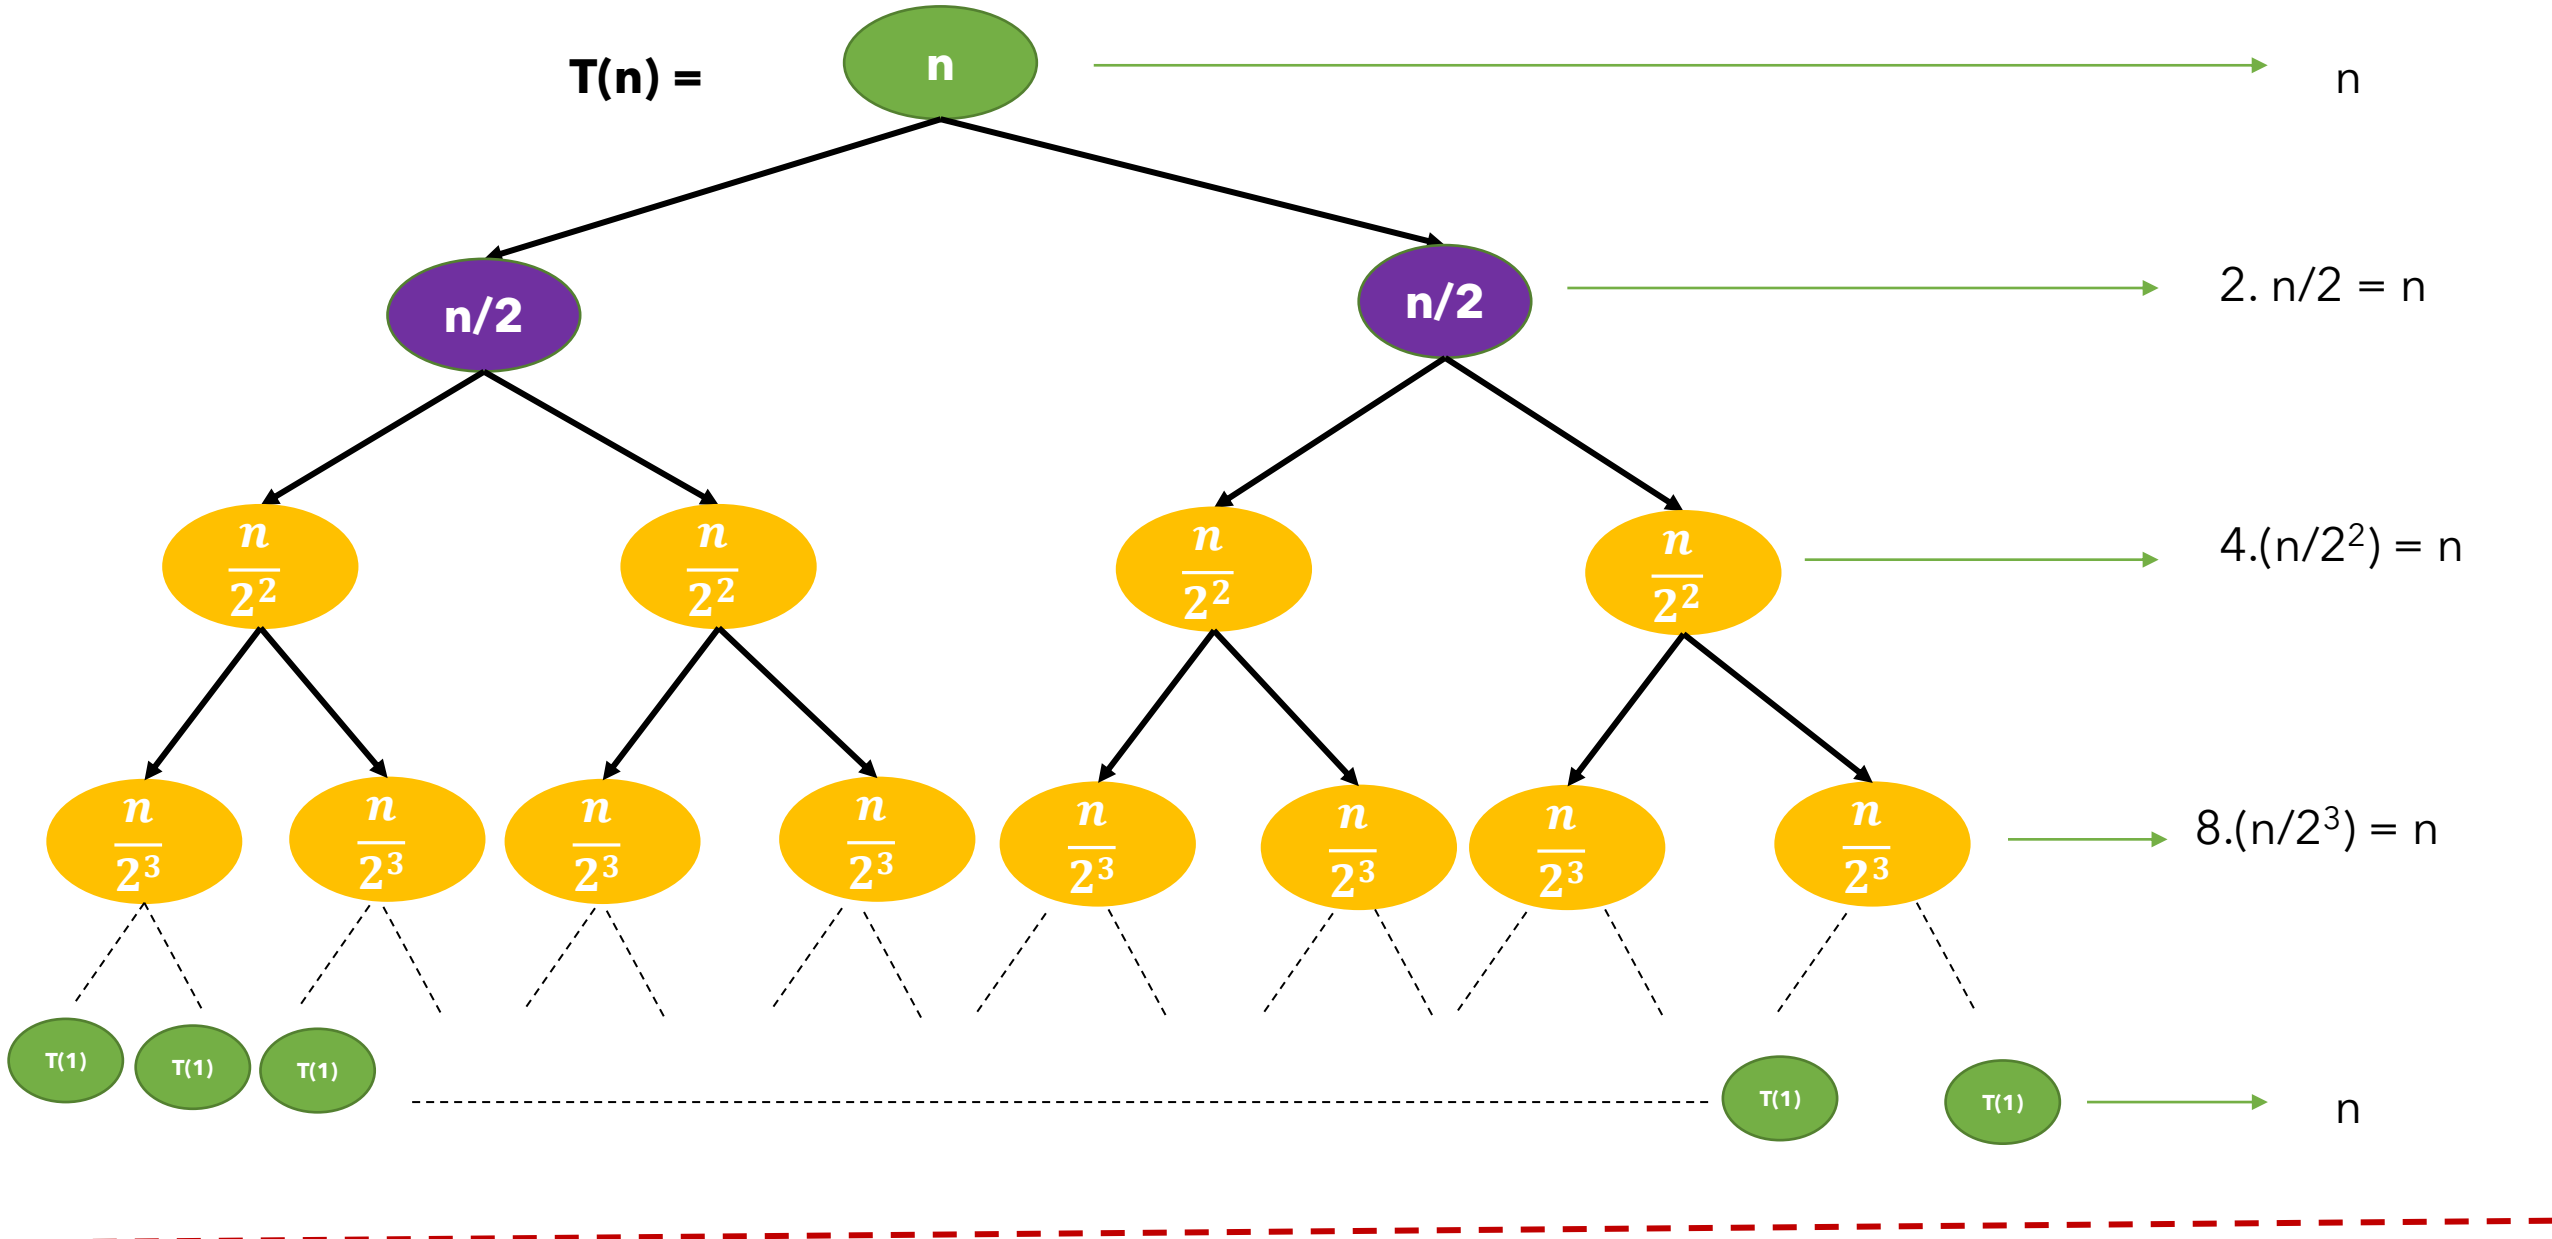 T(n) =
n
n
n/2
n/2
2. n/2 = n
n
2²
n
2²
n
2²
n
2²
4.(n/2²) = n
n
2³
n
2³
n
2³
n
2³
n
2³
n
2³
n
2³
n
2³
8.(n/2³) = n
T(1)
T(1)
T(1)
T(1)
T(1)
n